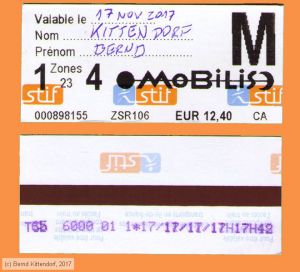 Valable le 17 NOV 2017
Nom KITTENDORF
Prénom BERND
M
1 Zones 4 MOBILIS
23
stif stif stif
000898155 ZSR106 EUR 12,40 CA
stif stif
T65 6000 01 1*17/17/17/17H17H42
(c) Bernd Kittendorf, 2017